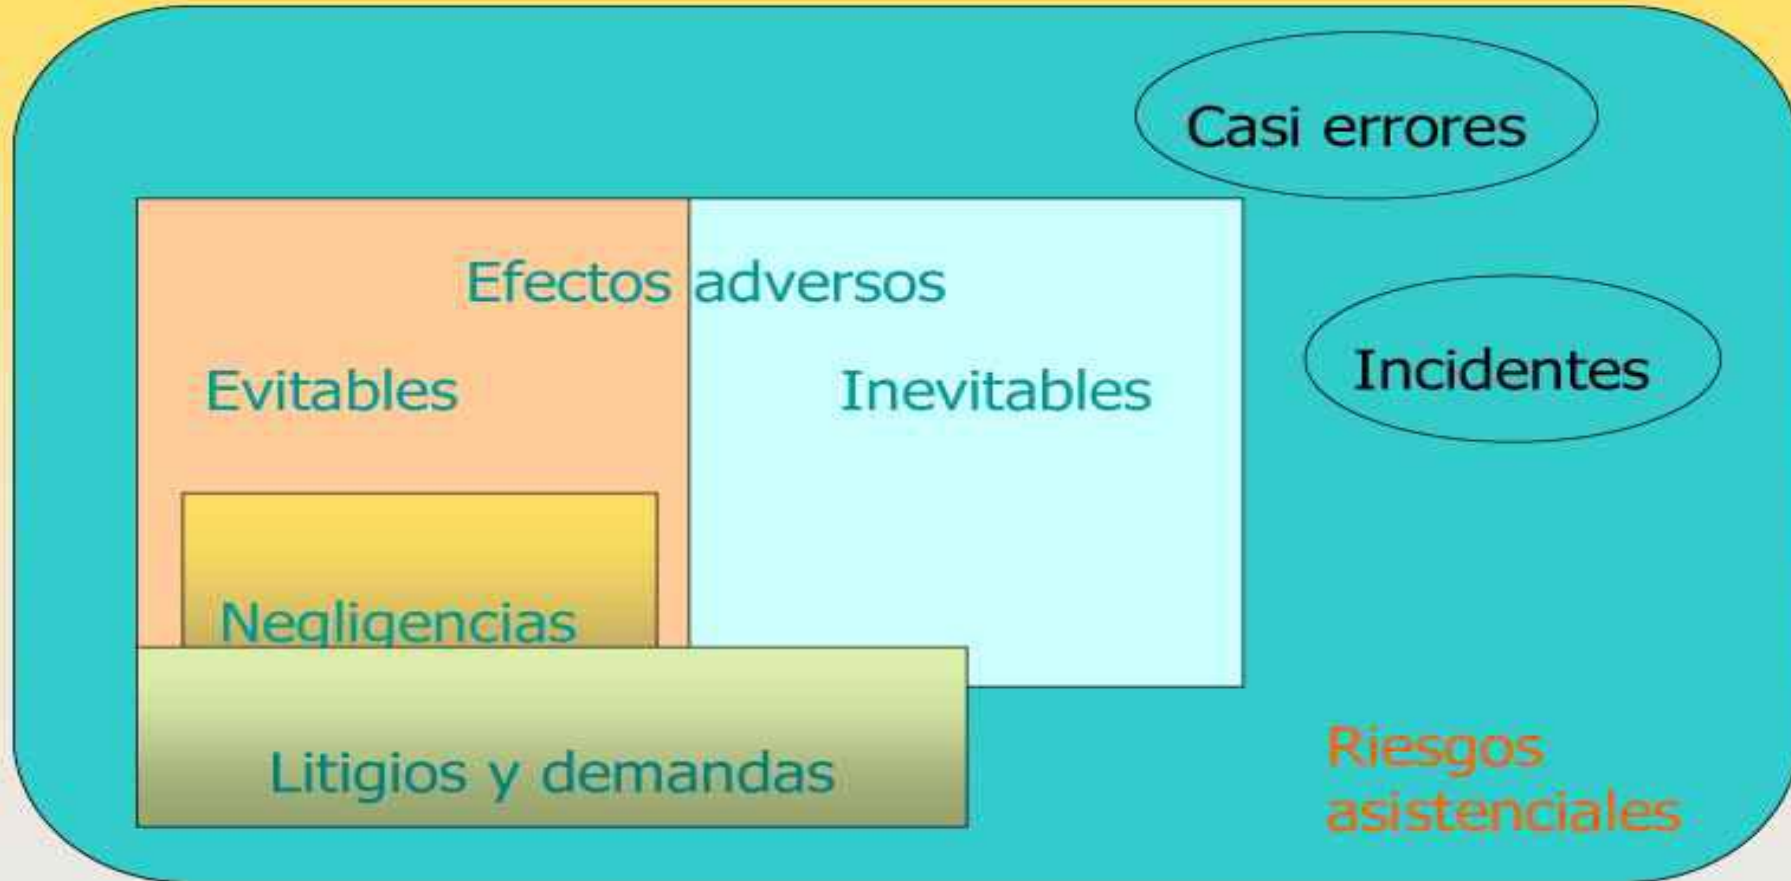 Casi errores
Efectos adversos
Evitables
Inevitables
Incidentes
Negligencias
Litigios y demandas
Riesgos
asistenciales